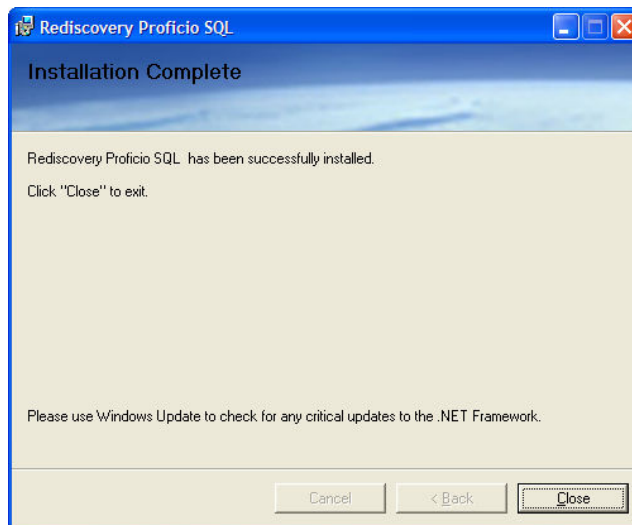 Rediscovery Proficio SQL
Installation Complete
Rediscovery Proficio SQL  has been successfully installed.
Click "Close" to exit.
Please use Windows Update to check for any critical updates to the .NET Framework.
Cancel
< Back
Close